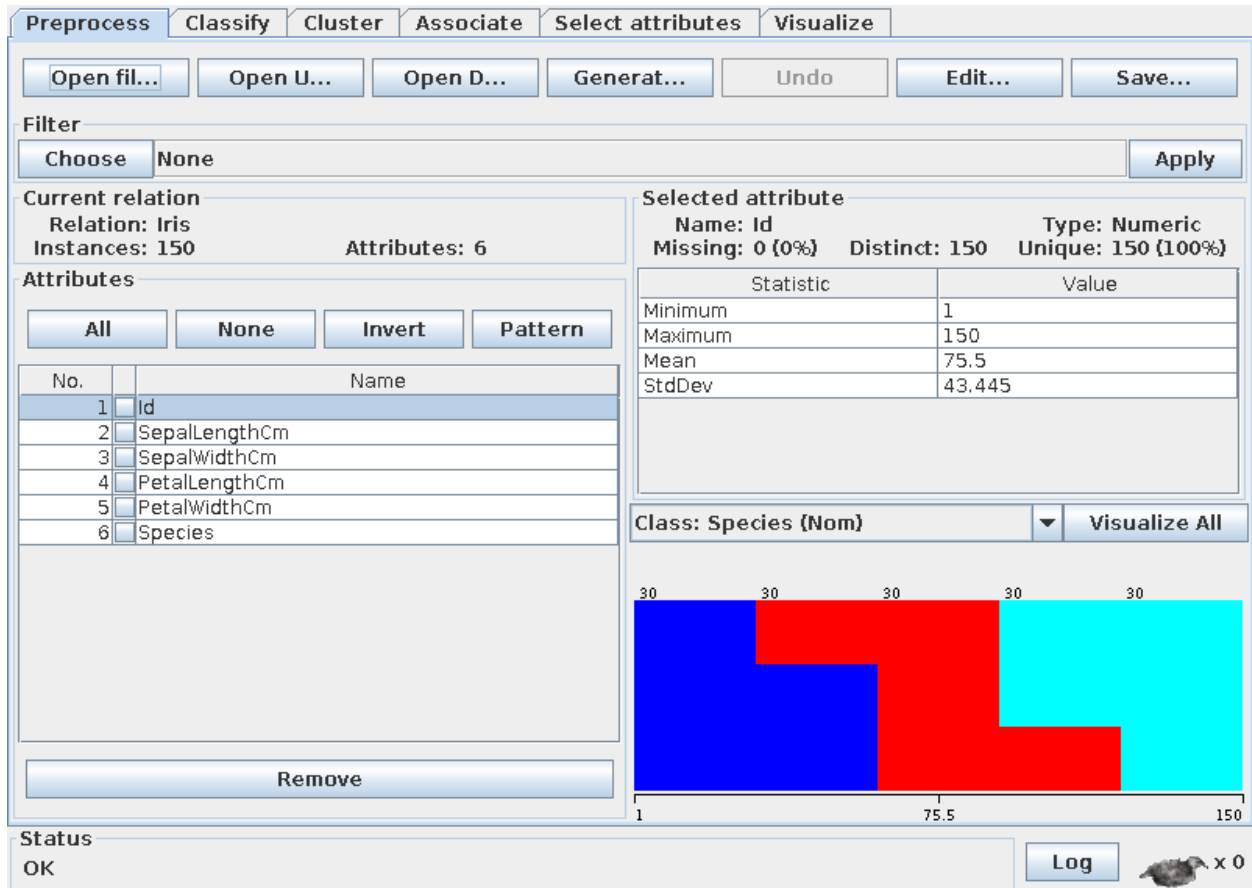 Preprocess Classify Cluster Associate Select attributes Visualize
Open fil... Open U... Open D... Generat... Undo Edit... Save...
Filter
Choose None Apply
Current relation
Relation: Iris
Instances: 150 Attributes: 6
Attributes
All None Invert Pattern
No. Name
1 Id
2 SepalLengthCm
3 SepalWidthCm
4 PetalLengthCm
5 PetalWidthCm
6 Species
Remove
Selected attribute
Name: Id Type: Numeric
Missing: 0 (0%) Distinct: 150 Unique: 150 (100%)
Statistic Value
Minimum 1
Maximum 150
Mean 75.5
StdDev 43.445
Class: Species (Nom) Visualize All
30 30 30 30 30
1 75.5 150
Status
OK Log x 0